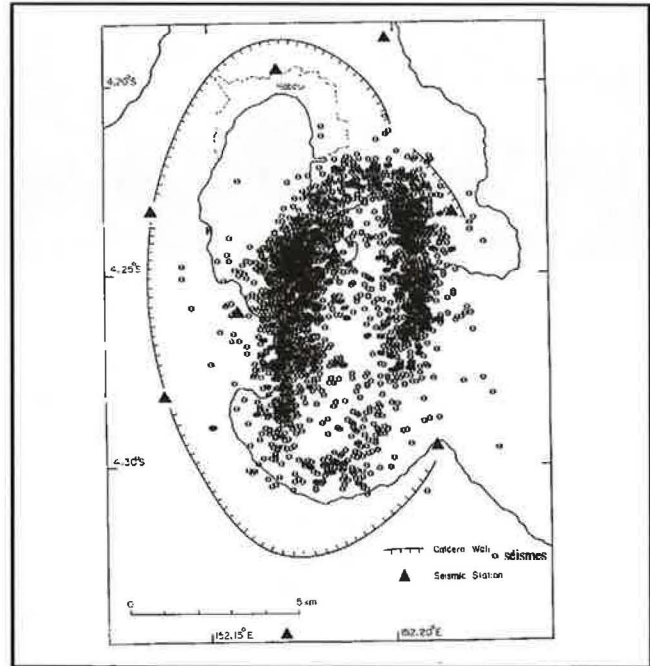 4.20°S
4.25°S
4.30°S
Caldera Wall
séismes
Seismic Station
0 5 km
152.15°E 152.20°E